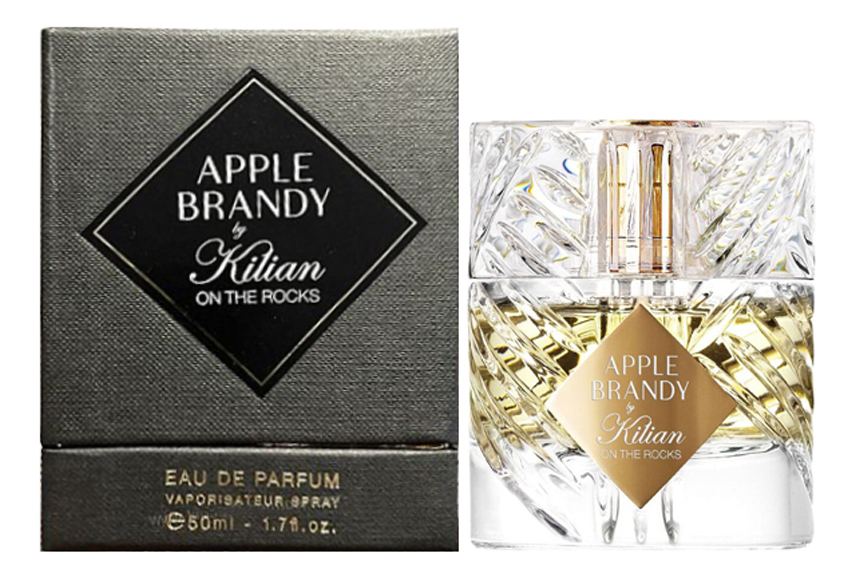 APPLE
BRANDY
by
Kilian
ON THE ROCKS
EAU DE PARFUM
VAPORISATEUR SPRAY
℮50ml - 1.7fl.oz.
APPLE
BRANDY
by
Kilian
ON THE ROCKS